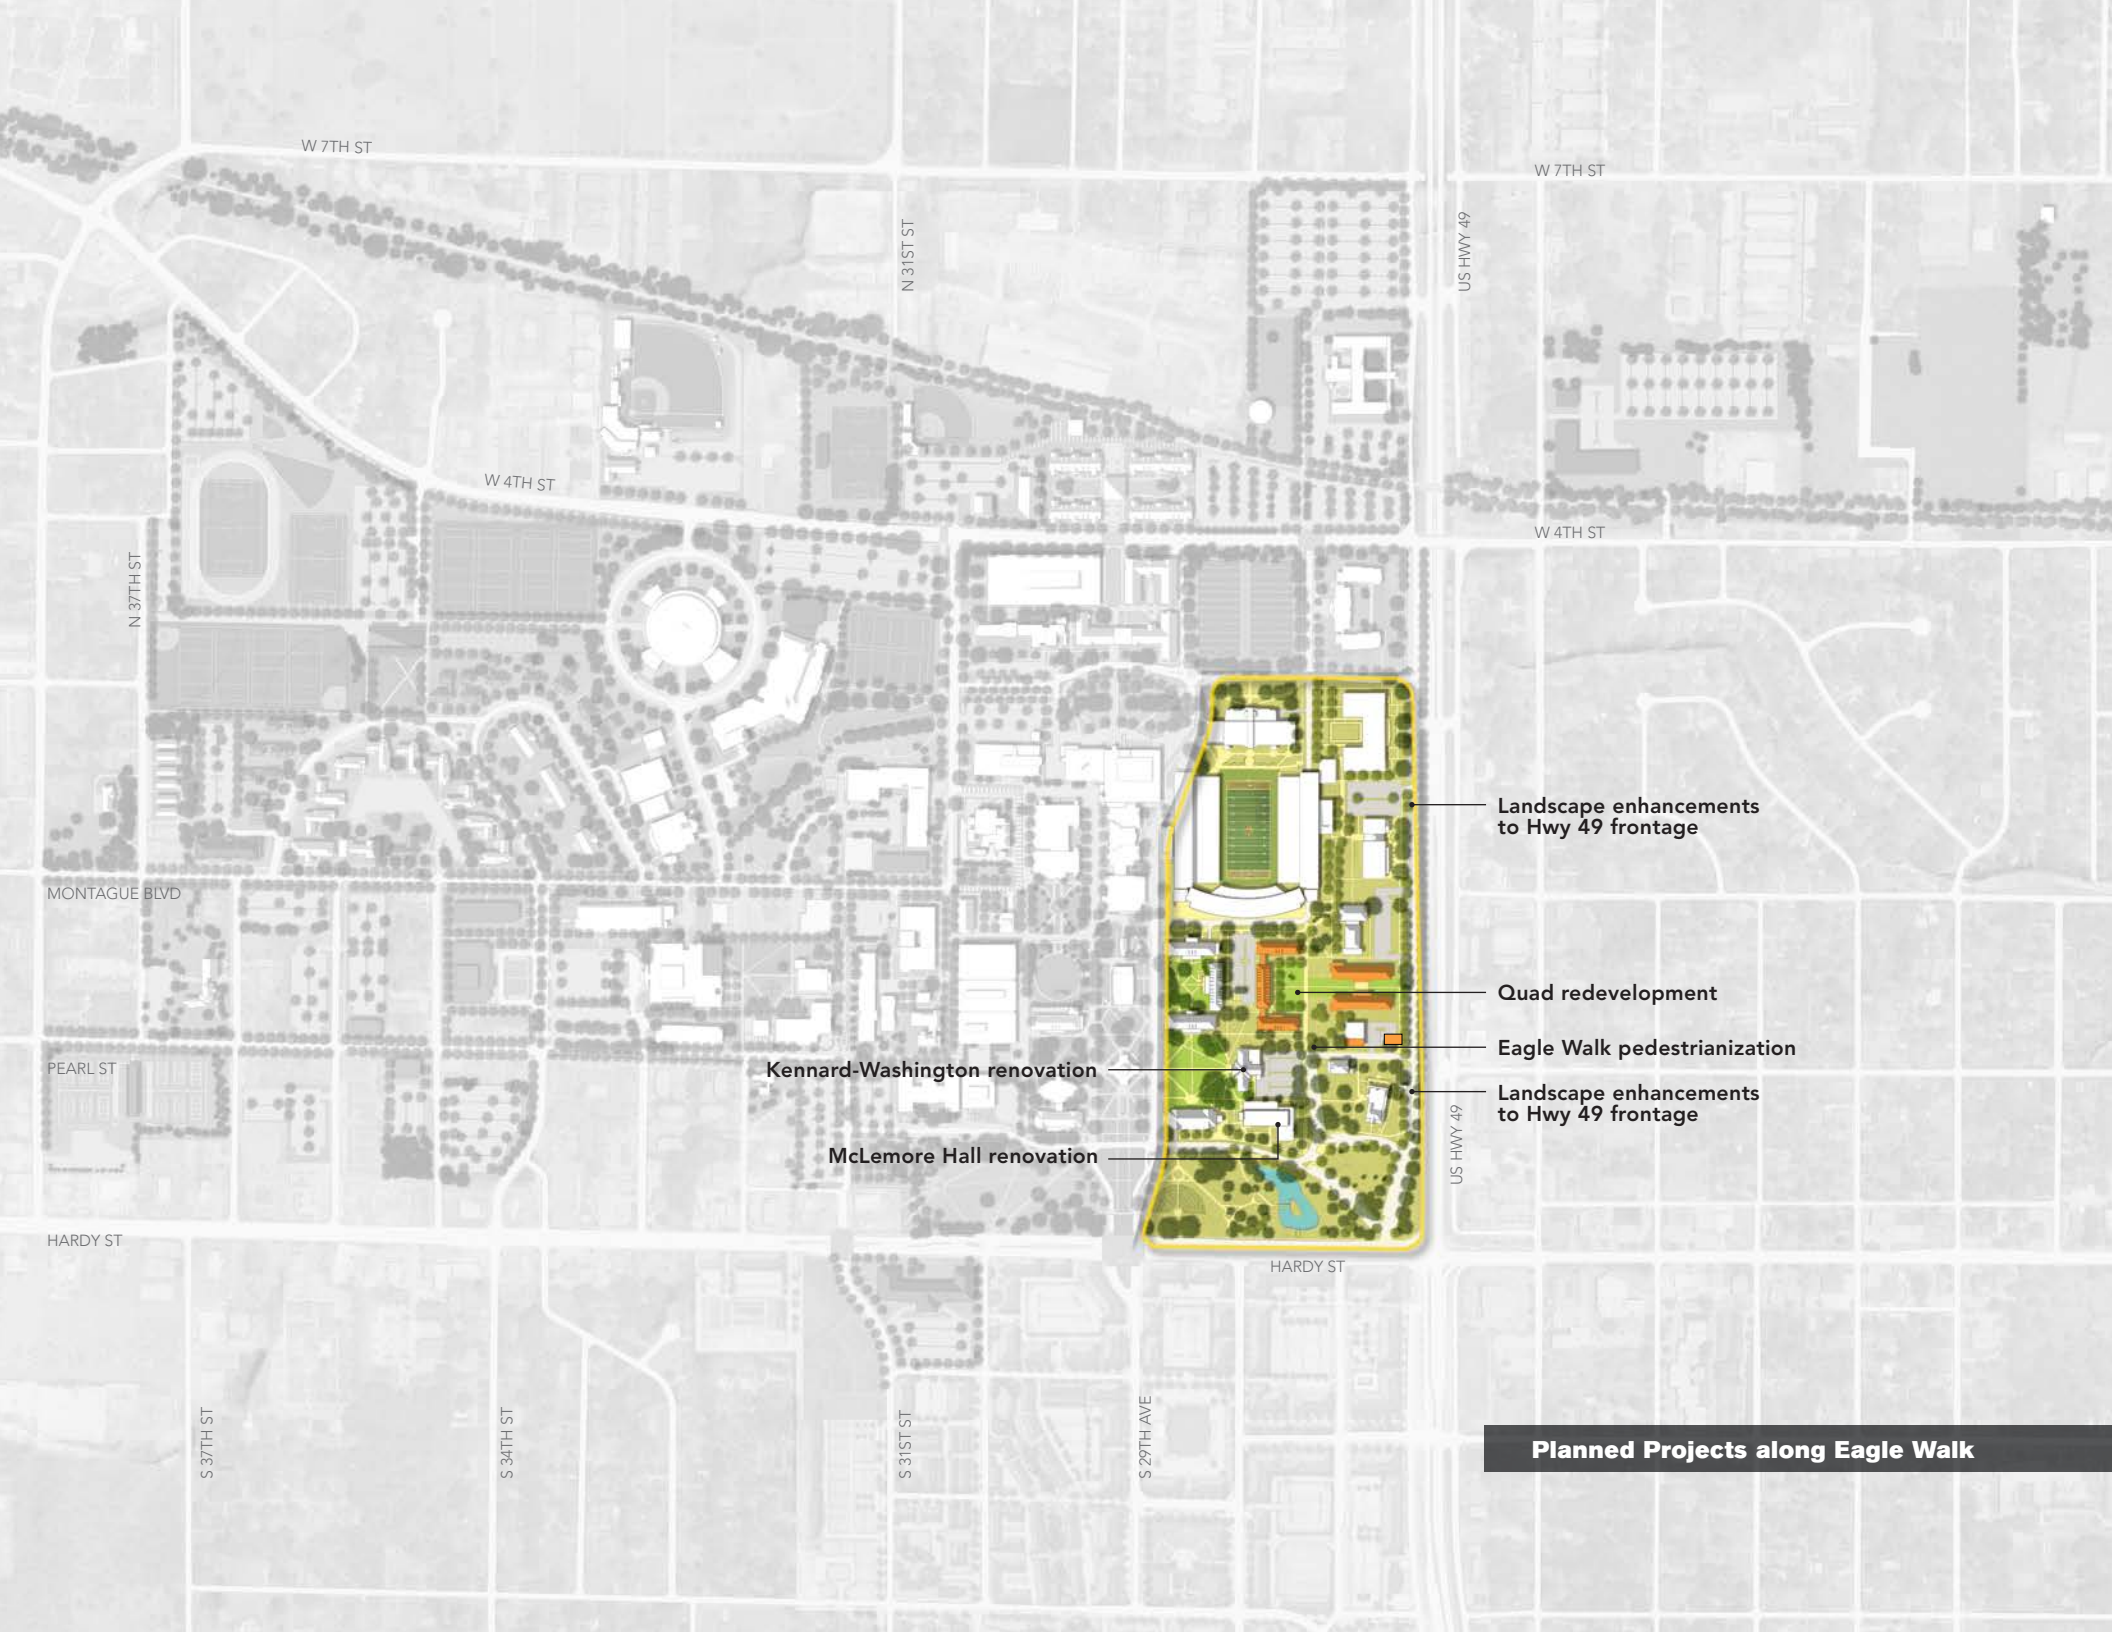 W 7TH ST
W 7TH ST
N 31ST ST
US HWY 49
W 4TH ST
W 4TH ST
N 37TH ST
Landscape enhancements
to Hwy 49 frontage
MONTAGUE BLVD
Quad redevelopment
Eagle Walk pedestrianization
PEARL ST
Kennard-Washington renovation
Landscape enhancements
to Hwy 49 frontage
US HWY 49
McLemore Hall renovation
HARDY ST
HARDY ST
S 37TH ST
S 34TH ST
S 31ST ST
S 29TH AVE
Planned Projects along Eagle Walk